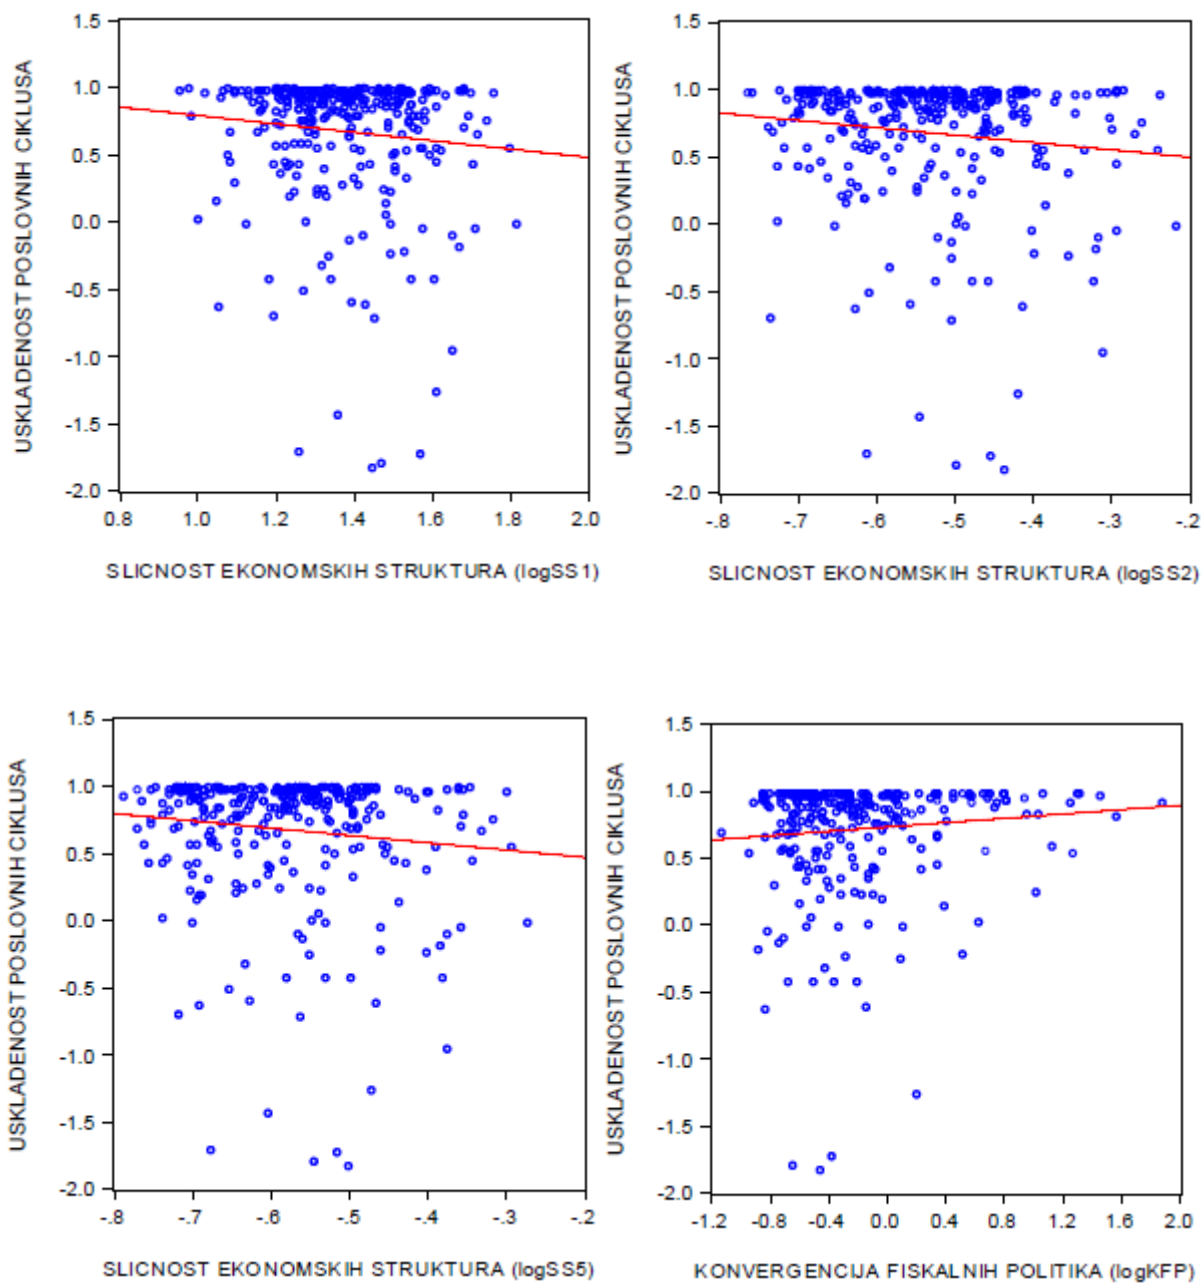 USKLAĐENOST POSLOVNIH CIKLUSA
1.5
1.0
0.5
0.0
-0.5
-1.0
-1.5
-2.0
0.8 1.0 1.2 1.4 1.6 1.8 2.0
SLICNOST EKONOMSKIH STRUKTURA (logSS1)
USKLAĐENOST POSLOVNIH CIKLUSA
1.5
1.0
0.5
0.0
-0.5
-1.0
-1.5
-2.0
-.8 -.7 -.6 -.5 -.4 -.3 -.2
SLICNOST EKONOMSKIH STRUKTURA (logSS2)
USKLAĐENOST POSLOVNIH CIKLUSA
1.5
1.0
0.5
0.0
-0.5
-1.0
-1.5
-2.0
-.8 -.7 -.6 -.5 -.4 -.3 -.2
SLICNOST EKONOMSKIH STRUKTURA (logSS5)
USKLAĐENOST POSLOVNIH CIKLUSA
1.5
1.0
0.5
0.0
-0.5
-1.0
-1.5
-2.0
-1.2 -0.8 -0.4 0.0 0.4 0.8 1.2 1.6 2.0
KONVERGENCIJA FISKALNIH POLITIKA (logKFP)